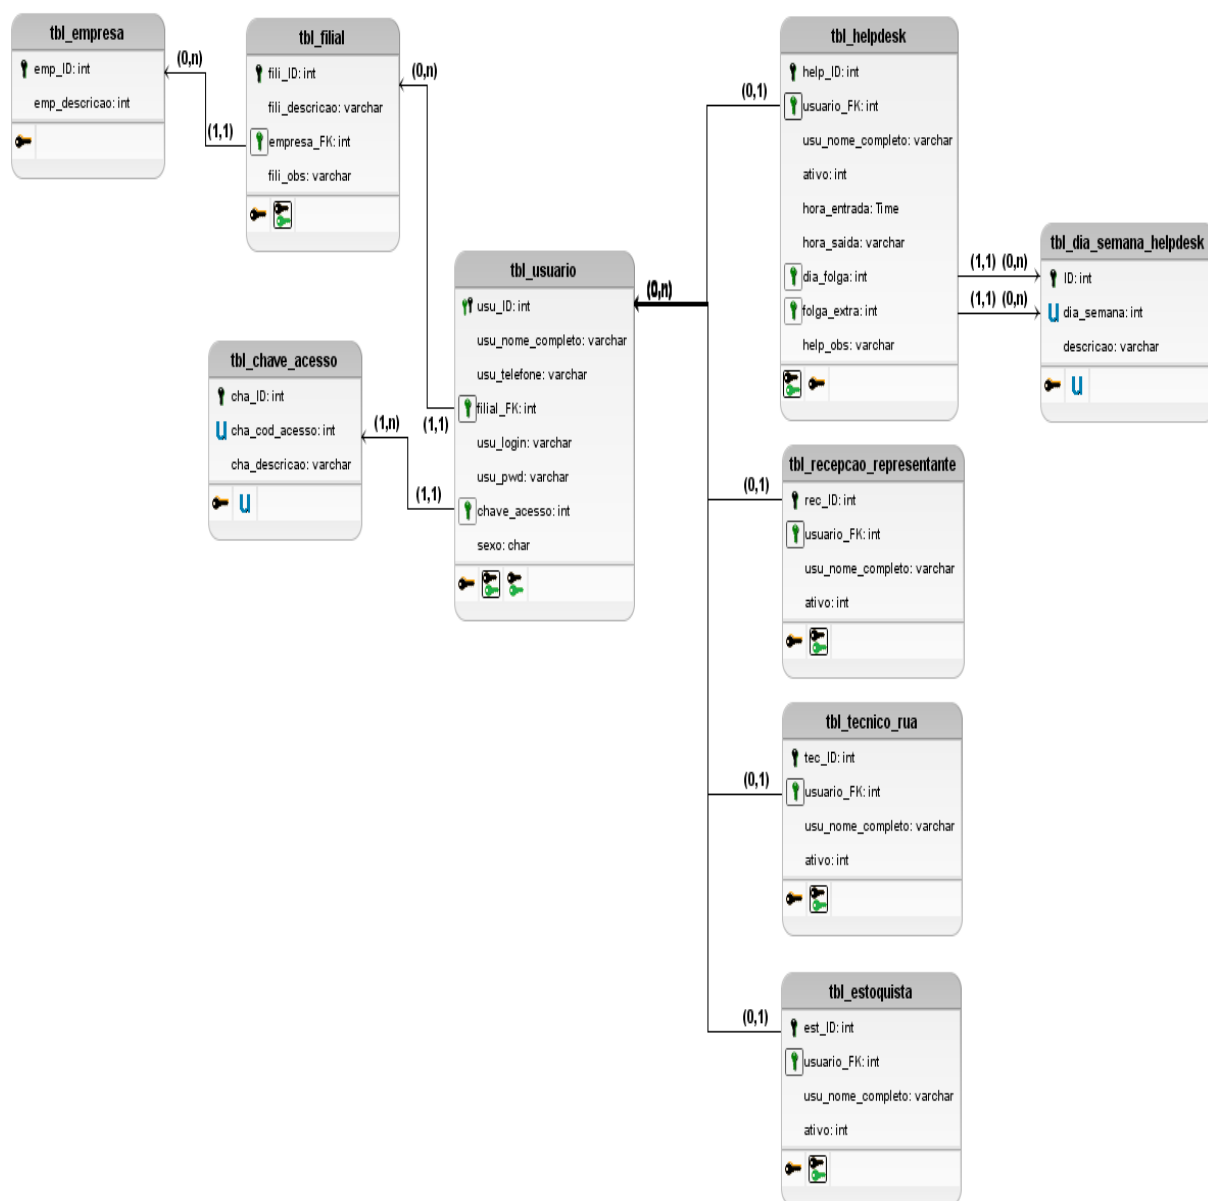 tbl_empresa
emp_ID: int
emp_descricao: int
(0,n)
(1,1)
tbl_filial
fili_ID: int
fili_descricao: varchar
empresa_FK: int
fili_obs: varchar
(0,n)
(1,1)
tbl_chave_acesso
cha_ID: int
U cha_cod_acesso: int
cha_descricao: varchar
U
(1,n)
(1,1)
tbl_usuario
usu_ID: int
usu_nome_completo: varchar
usu_telefone: varchar
filial_FK: int
usu_login: varchar
usu_pwd: varchar
chave_acesso: int
sexo: char
(0,n)
(0,1)
tbl_helpdesk
help_ID: int
usuario_FK: int
usu_nome_completo: varchar
ativo: int
hora_entrada: Time
hora_saida: varchar
dia_folga: int
folga_extra: int
help_obs: varchar
(1,1) (0,n)
(1,1) (0,n)
tbl_dia_semana_helpdesk
ID: int
U dia_semana: int
descricao: varchar
U
(0,1)
tbl_recepcao_representante
rec_ID: int
usuario_FK: int
usu_nome_completo: varchar
ativo: int
(0,1)
tbl_tecnico_rua
tec_ID: int
usuario_FK: int
usu_nome_completo: varchar
ativo: int
(0,1)
tbl_estoquista
est_ID: int
usuario_FK: int
usu_nome_completo: varchar
ativo: int